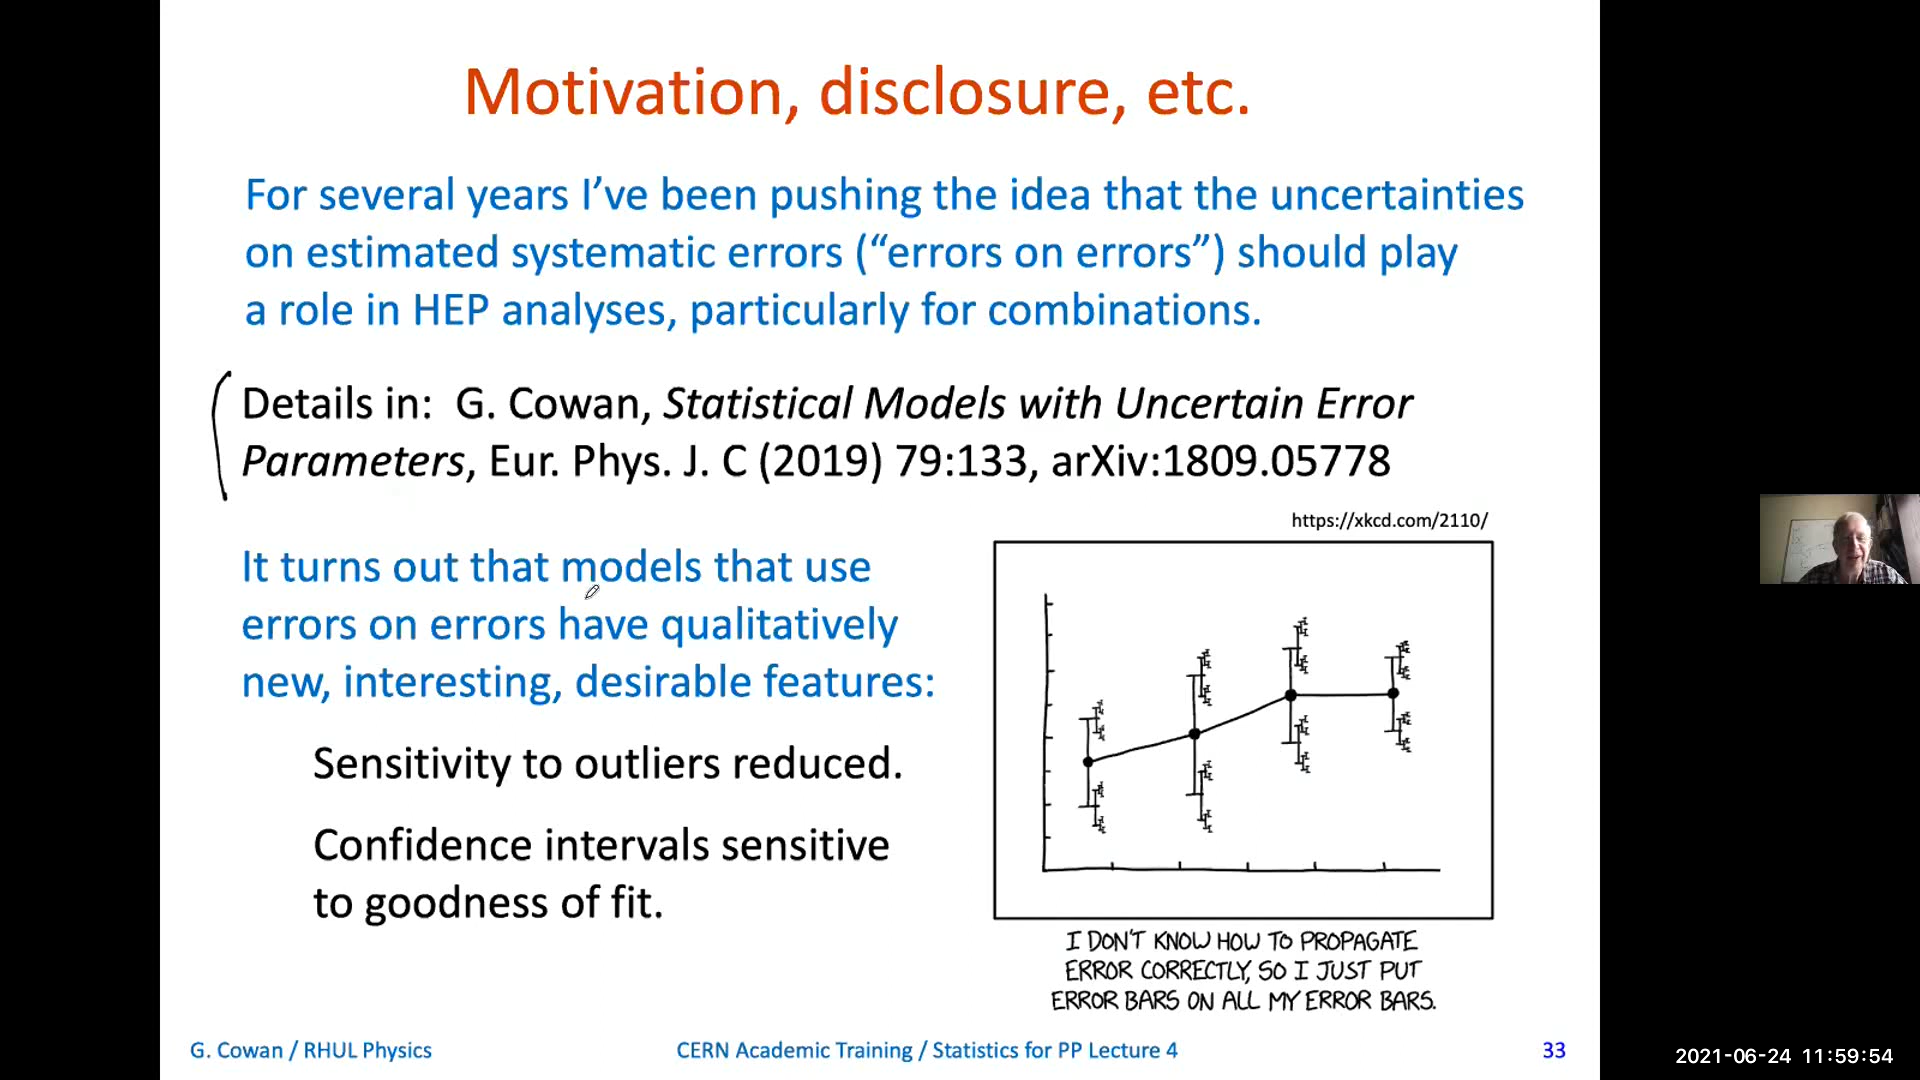 Motivation, disclosure, etc.
For several years I’ve been pushing the idea that the uncertainties
on estimated systematic errors (“errors on errors”) should play
a role in HEP analyses, particularly for combinations.
Details in:  G. Cowan, Statistical Models with Uncertain Error
Parameters, Eur. Phys. J. C (2019) 79:133, arXiv:1809.05778
https://xkcd.com/2110/
It turns out that models that use
errors on errors have qualitatively
new, interesting, desirable features:
Sensitivity to outliers reduced.
Confidence intervals sensitive
to goodness of fit.
I DON'T KNOW HOW TO PROPAGATE
ERROR CORRECTLY, SO I JUST PUT
ERROR BARS ON ALL MY ERROR BARS.
G. Cowan / RHUL Physics
CERN Academic Training / Statistics for PP Lecture 4
33
2021-06-24 11:59:54